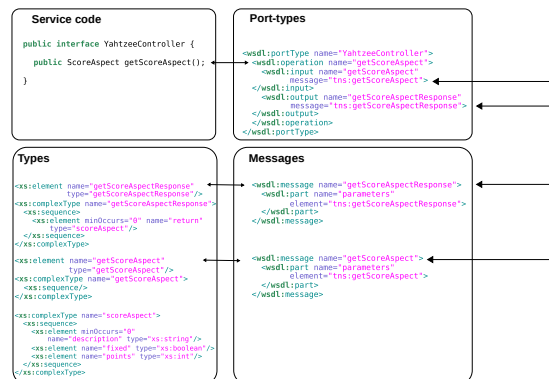 Service code
public interface YahtzeeController {
public ScoreAspect getScoreAspect();
}
Port-types
<wsdl:portType name="YahtzeeController">
<wsdl:operation name="getScoreAspect">
<wsdl:input name="getScoreAspect"
message="tns:getScoreAspect">
</wsdl:input>
<wsdl:output name="getScoreAspectResponse"
message="tns:getScoreAspectResponse">
</wsdl:output>
</wsdl:operation>
</wsdl:portType>
Types
<xs:element name="getScoreAspectResponse"
type="getScoreAspectResponse"/>
<xs:complexType name="getScoreAspectResponse">
<xs:sequence>
<xs:element minOccurs="0" name="return"
type="scoreAspect"/>
</xs:sequence>
</xs:complexType>
<xs:element name="getScoreAspect"
type="getScoreAspect"/>
<xs:complexType name="getScoreAspect">
<xs:sequence/>
</xs:complexType>
<xs:complexType name="scoreAspect">
<xs:sequence>
<xs:element minOccurs="0"
name="description" type="xs:string"/>
<xs:element name="fixed" type="xs:boolean"/>
<xs:element name="points" type="xs:int"/>
</xs:sequence>
</xs:complexType>
Messages
<wsdl:message name="getScoreAspectResponse">
<wsdl:part name="parameters"
element="tns:getScoreAspectResponse">
</wsdl:part>
</wsdl:message>
<wsdl:message name="getScoreAspect">
<wsdl:part name="parameters"
element="tns:getScoreAspect">
</wsdl:part>
</wsdl:message>